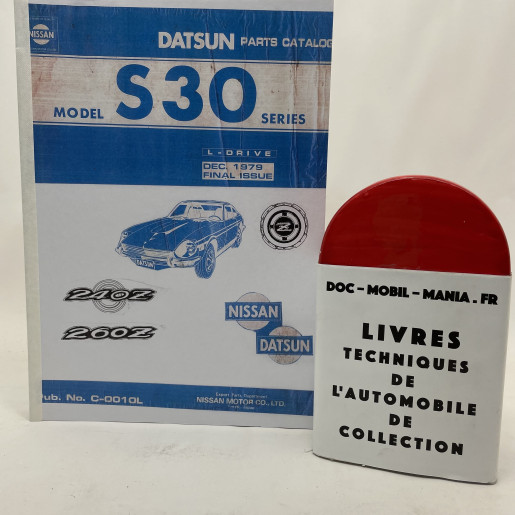 NISSAN
DATSUN PARTS CATALOG
MODEL S30 SERIES
L-DRIVE
DEC. 1979
FINAL ISSUE
Z
DATSUN
240Z
260Z
NISSAN
DATSUN
Pub. No. C-0010L
NISSAN MOTOR CO., LTD.
DOC-MOBIL-MANIA.FR
LIVRES
TECHNIQUES
DE
L'AUTOMOBILE
DE
COLLECTION